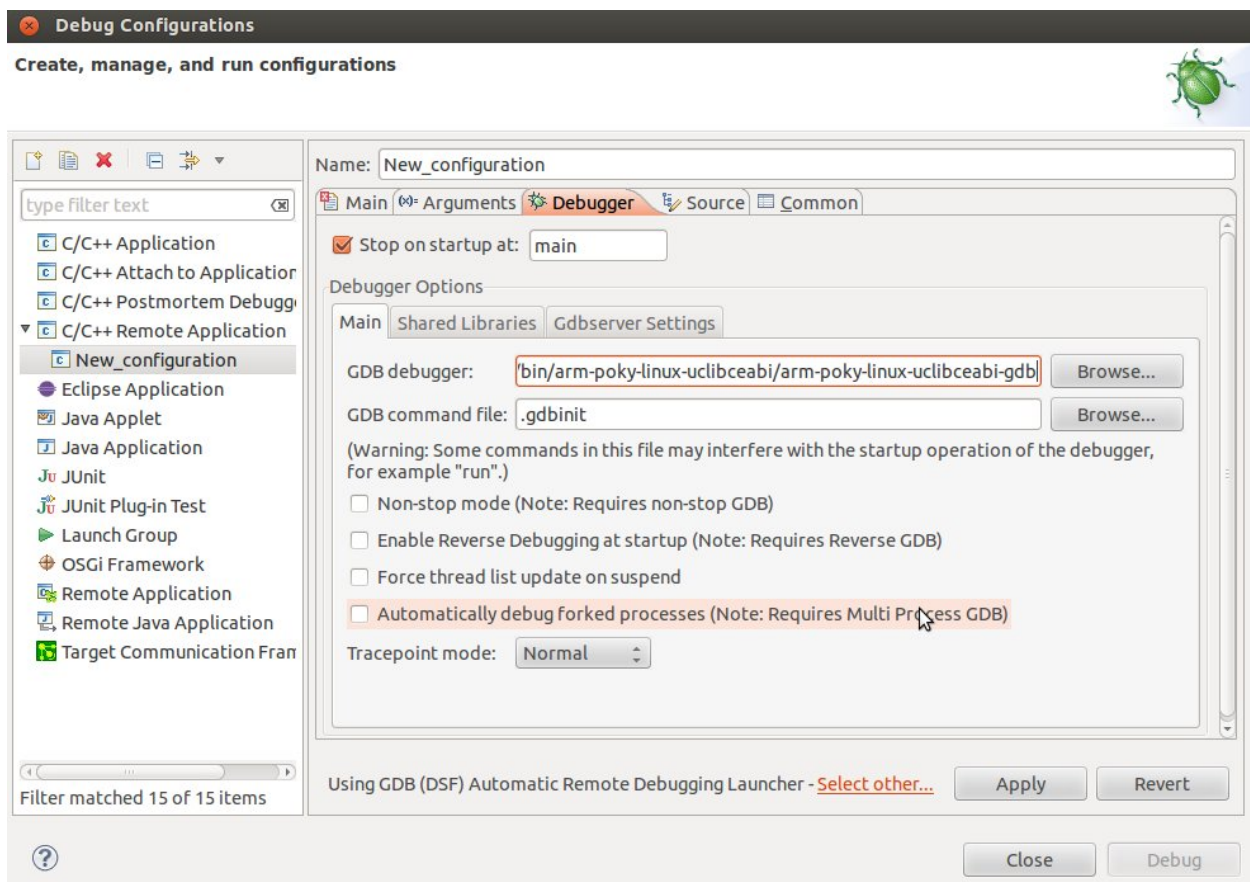 Debug Configurations
Create, manage, and run configurations
type filter text
C/C++ Application
C/C++ Attach to Application
C/C++ Postmortem Debugge
C/C++ Remote Application
New_configuration
Eclipse Application
Java Applet
Java Application
JUnit
JUnit Plug-in Test
Launch Group
OSGi Framework
Remote Application
Remote Java Application
Target Communication Fram
Filter matched 15 of 15 items
Name: New_configuration
Main Arguments Debugger Source Common
Stop on startup at: main
Debugger Options
Main Shared Libraries Gdbserver Settings
GDB debugger: /bin/arm-poky-linux-uclibceabi/arm-poky-linux-uclibceabi-gdb Browse...
GDB command file: .gdbinit Browse...
(Warning: Some commands in this file may interfere with the startup operation of the debugger,
for example "run".)
Non-stop mode (Note: Requires non-stop GDB)
Enable Reverse Debugging at startup (Note: Requires Reverse GDB)
Force thread list update on suspend
Automatically debug forked processes (Note: Requires Multi Process GDB)
Tracepoint mode: Normal
Using GDB (DSF) Automatic Remote Debugging Launcher - Select other... Apply Revert
Close Debug